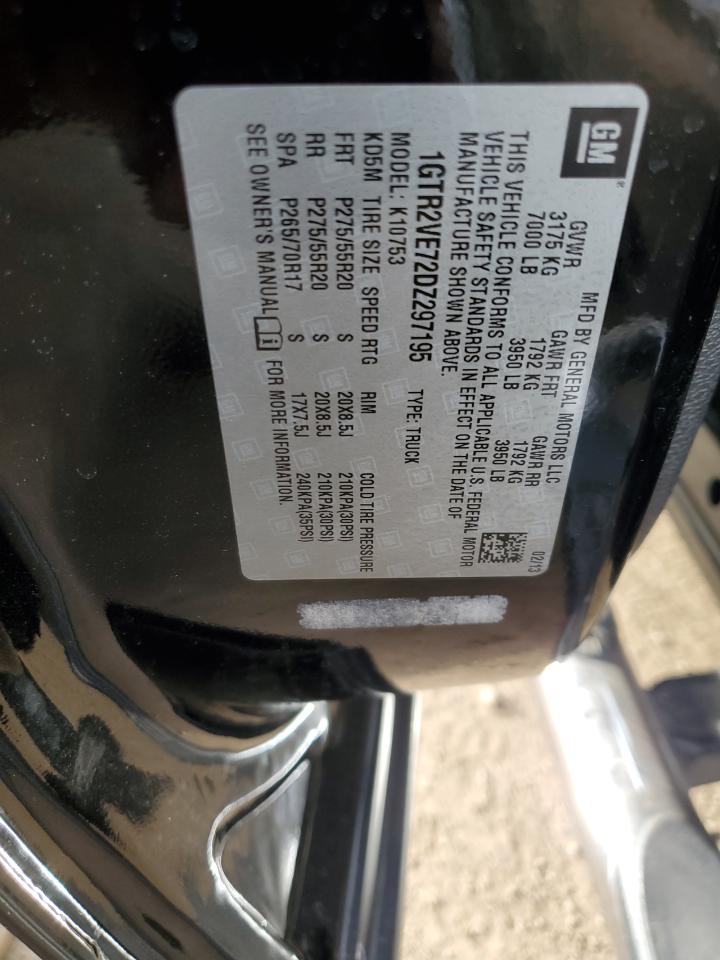 GM®
MFD BY GENERAL MOTORS LLC 02/13
GVWR GAWR FRT GAWR RR
3175 KG 1792 KG 1792 KG
7000 LB 3950 LB 3950 LB
THIS VEHICLE CONFORMS TO ALL APPLICABLE U.S. FEDERAL MOTOR
VEHICLE SAFETY STANDARDS IN EFFECT ON THE DATE OF
MANUFACTURE SHOWN ABOVE.
1GTR2VE72DZ297195 TYPE: TRUCK
MODEL: K10753
KD5M TIRE SIZE SPEED RTG RIM COLD TIRE PRESSURE
FRT P275/55R20 S 20X8.5J 210KPA(30PSI)
RR P275/55R20 S 20X8.5J 210KPA(30PSI)
SPA P265/70R17 S 17X7.5J 240KPA(35PSI)
SEE OWNER'S MANUAL FOR MORE INFORMATION.